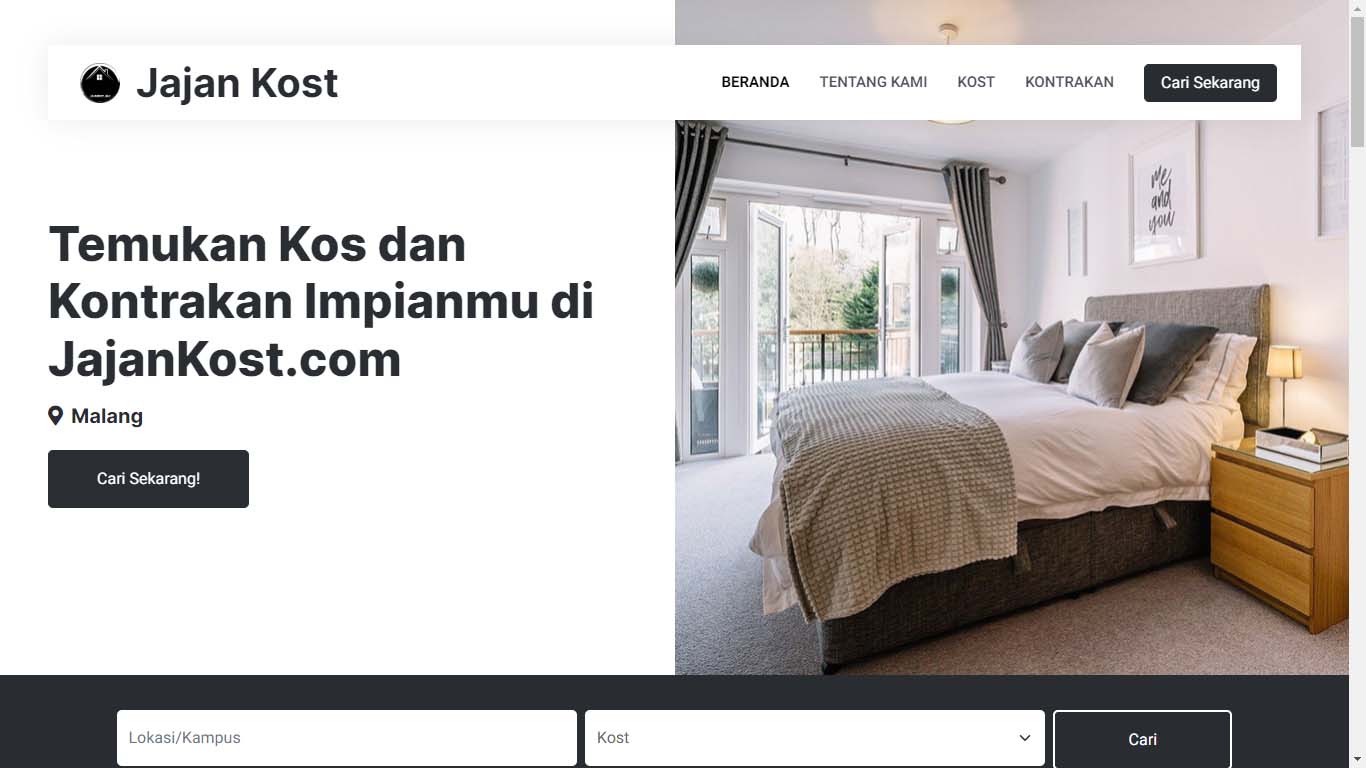 Jajan Kost
BERANDA
TENTANG KAMI
KOST
KONTRAKAN
Cari Sekarang
Temukan Kos dan
Kontrakan Impianmu di
JajanKost.com
Malang
Cari Sekarang!
me
and
you
Lokasi/Kampus
Kost
Cari